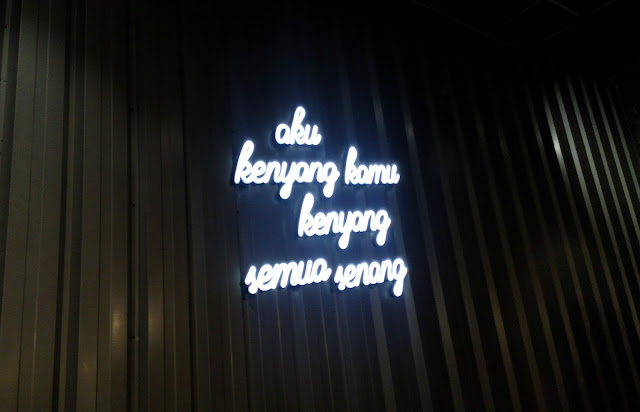 aku
kenyang kamu
kenyang
semua senang